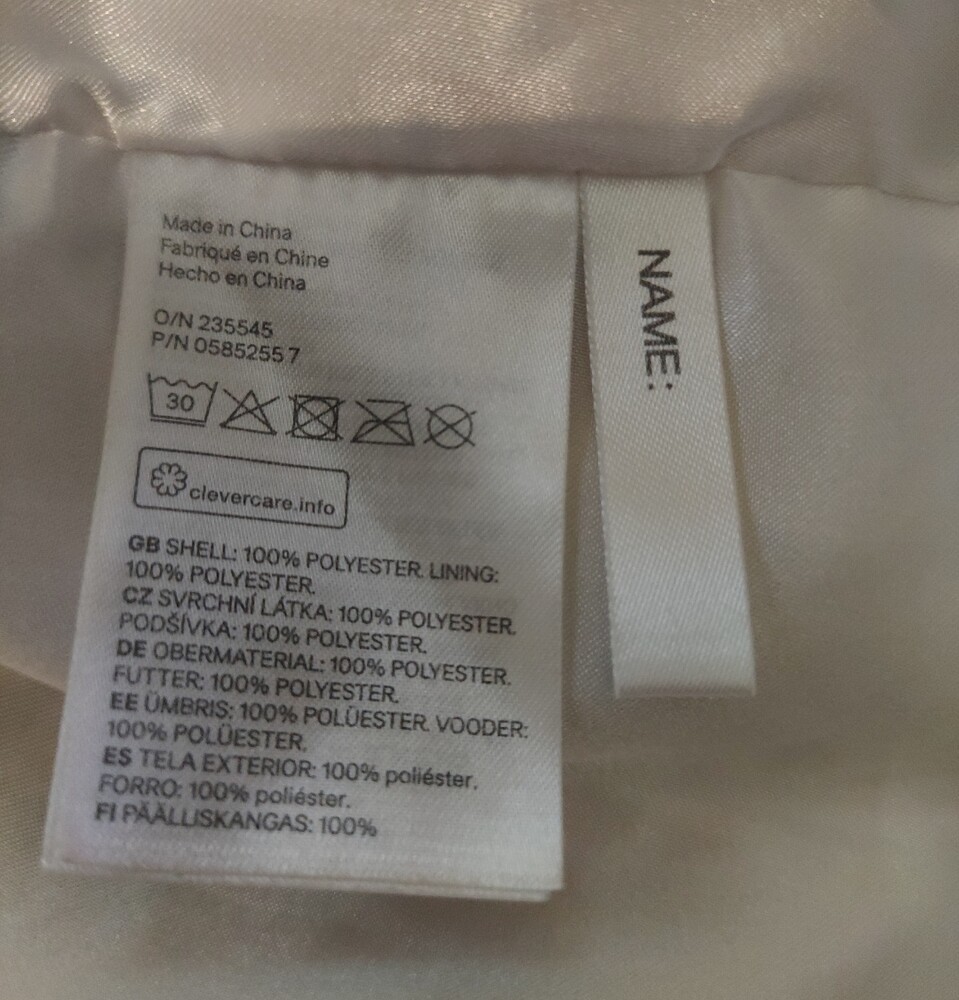 Made in China
Fabriqué en Chine
Hecho en China
O/N 235545
P/N 0585255 7
30
clevercare.info
GB SHELL: 100% POLYESTER. LINING:
100% POLYESTER.
CZ SVRCHNÍ LÁTKA: 100% POLYESTER.
PODŠÍVKA: 100% POLYESTER.
DE OBERMATERIAL: 100% POLYESTER.
FUTTER: 100% POLYESTER.
EE ÜMBRIS: 100% POLÜESTER. VOODER:
100% POLÜESTER.
ES TELA EXTERIOR: 100% poliéster.
FORRO: 100% poliéster.
FI PÄÄLLISKANGAS: 100%
NAME: